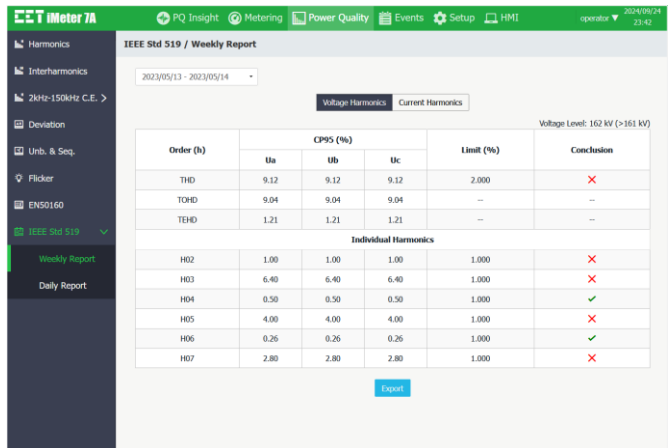 CET iMeter 7A
PQ Insight Metering Power Quality Events Setup HMI
operator ▼ 2024/09/24
23:42
Harmonics
Interharmonics
2kHz-150kHz C.E. >
Deviation
Unb. & Seq.
Flicker
EN50160
IEEE Std 519
Weekly Report
Daily Report
IEEE Std 519 / Weekly Report
2023/05/13 - 2023/05/14
Voltage Harmonics Current Harmonics
Voltage Level: 162 kV (>161 kV)
Order (h) CP95 (%) Limit (%) Conclusion
Ua Ub Uc
THD 9.12 9.12 9.12 2.000 ✕
TOHD 9.04 9.04 9.04 -- --
TEHD 1.21 1.21 1.21 -- --
Individual Harmonics
H02 1.00 1.00 1.00 1.000 ✕
H03 6.40 6.40 6.40 1.000 ✕
H04 0.50 0.50 0.50 1.000 ✓
H05 4.00 4.00 4.00 1.000 ✕
H06 0.26 0.26 0.26 1.000 ✓
H07 2.80 2.80 2.80 1.000 ✕
Export